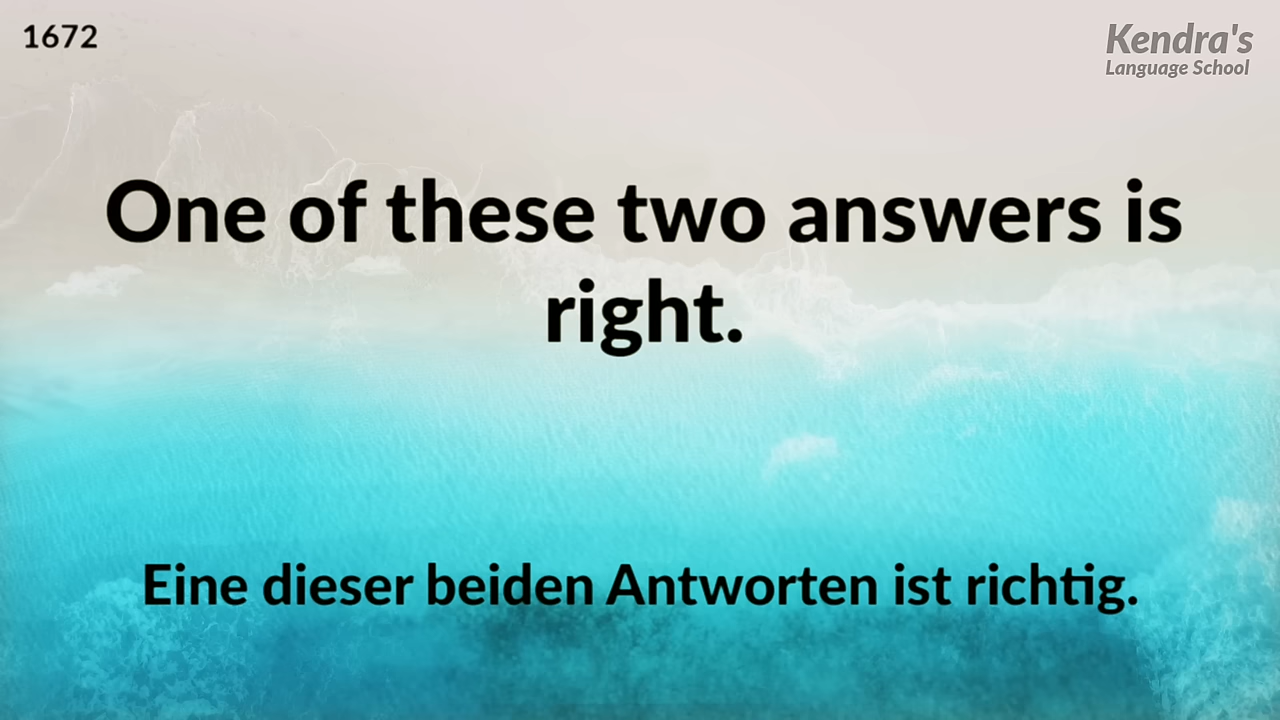 1672
Kendra's
Language School
One of these two answers is
right.
Eine dieser beiden Antworten ist richtig.